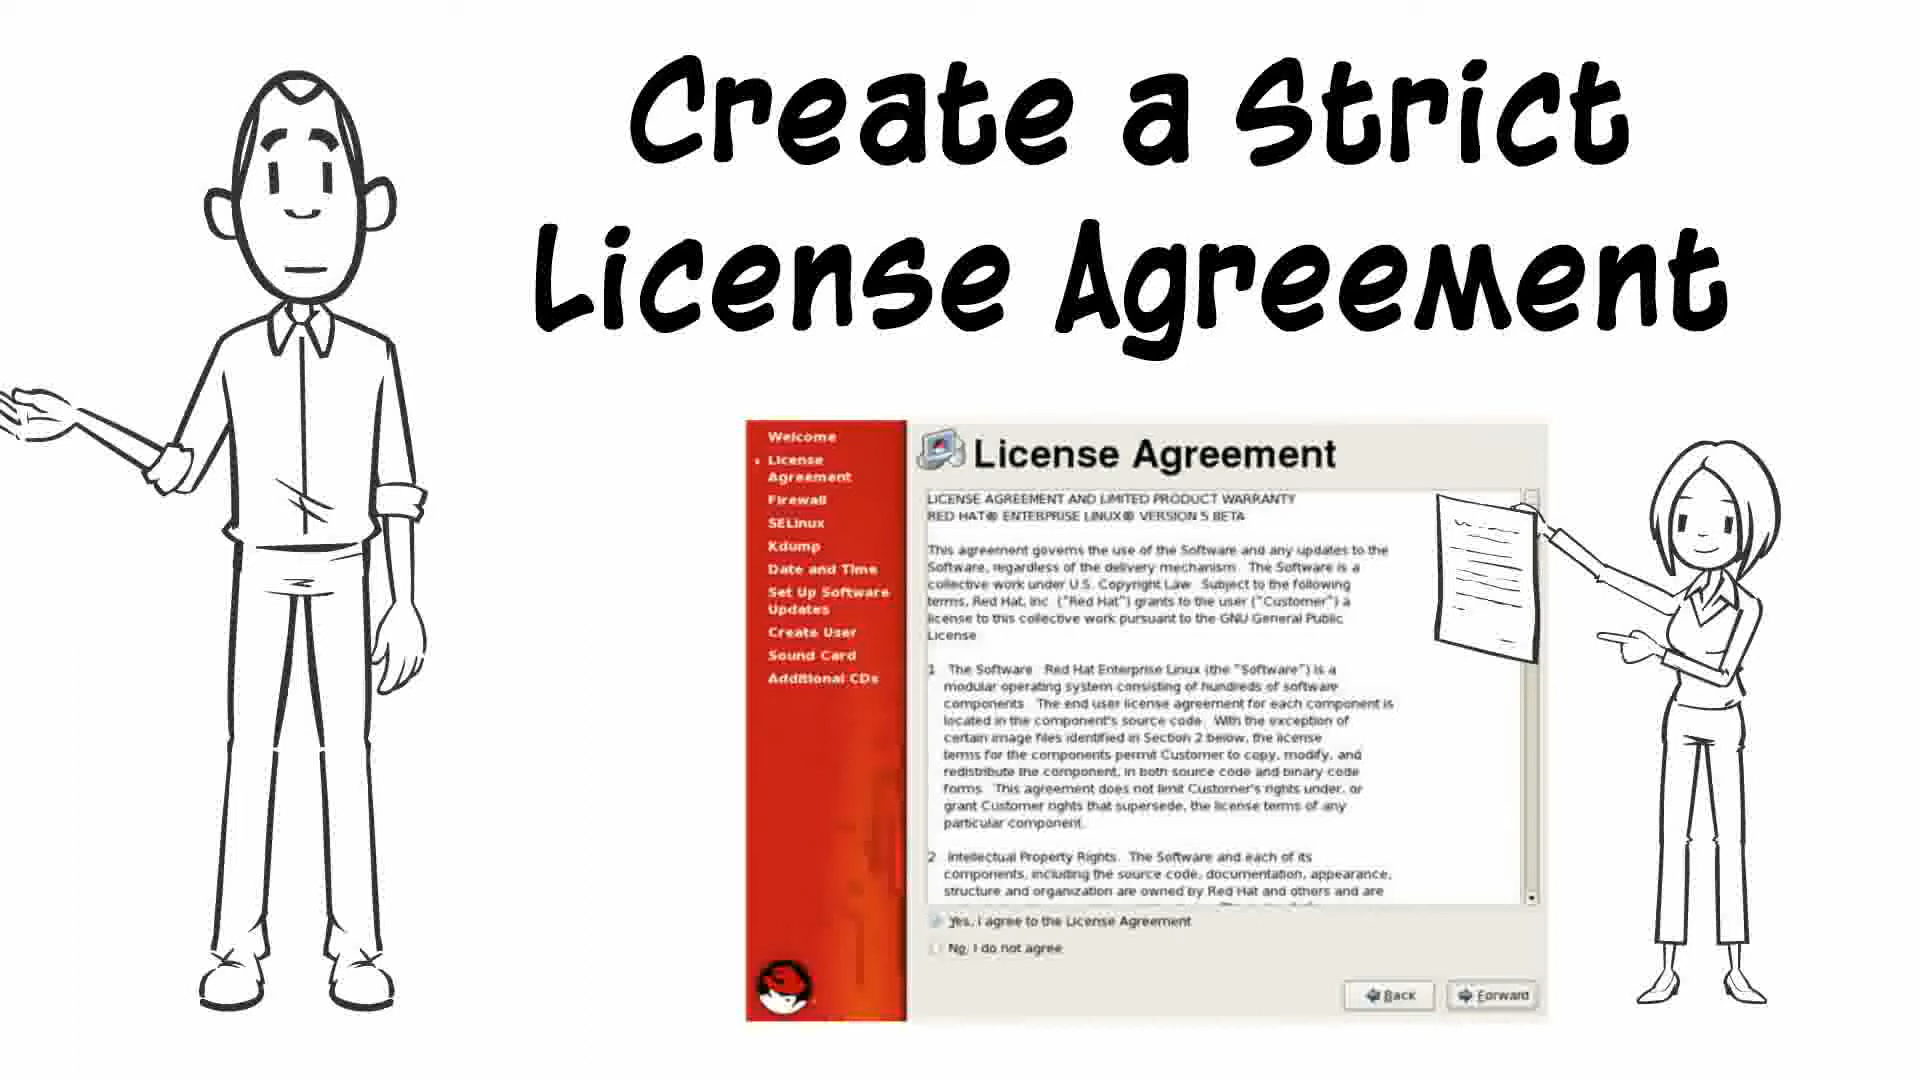 Create a Strict
License Agreement
Welcome
License
Agreement
Firewall
SELinux
Kdump
Date and Time
Set Up Software
Updates
Create User
Sound Card
Additional CDs
License Agreement
LICENSE AGREEMENT AND LIMITED PRODUCT WARRANTY
RED HAT® ENTERPRISE LINUX® VERSION 5 BETA
This agreement governs the use of the Software and any updates to the
Software, regardless of the delivery mechanism. The Software is a
collective work under U.S. Copyright Law. Subject to the following
terms, Red Hat, Inc. ("Red Hat") grants to the user ("Customer") a
license to this collective work pursuant to the GNU General Public
License.
1. The Software. Red Hat Enterprise Linux (the "Software") is a
modular operating system consisting of hundreds of software
components. The end user license agreement for each component is
located in the component's source code. With the exception of
certain image files identified in Section 2 below, the license
terms for the components permit Customer to copy, modify, and
redistribute the component, in both source code and binary code
forms. This agreement does not limit Customer's rights under, or
grant Customer rights that supersede, the license terms of any
particular component.
2. Intellectual Property Rights. The Software and each of its
components, including the source code, documentation, appearance,
structure and organization are owned by Red Hat and others and are
Yes, I agree to the License Agreement
No, I do not agree
Back
Forward